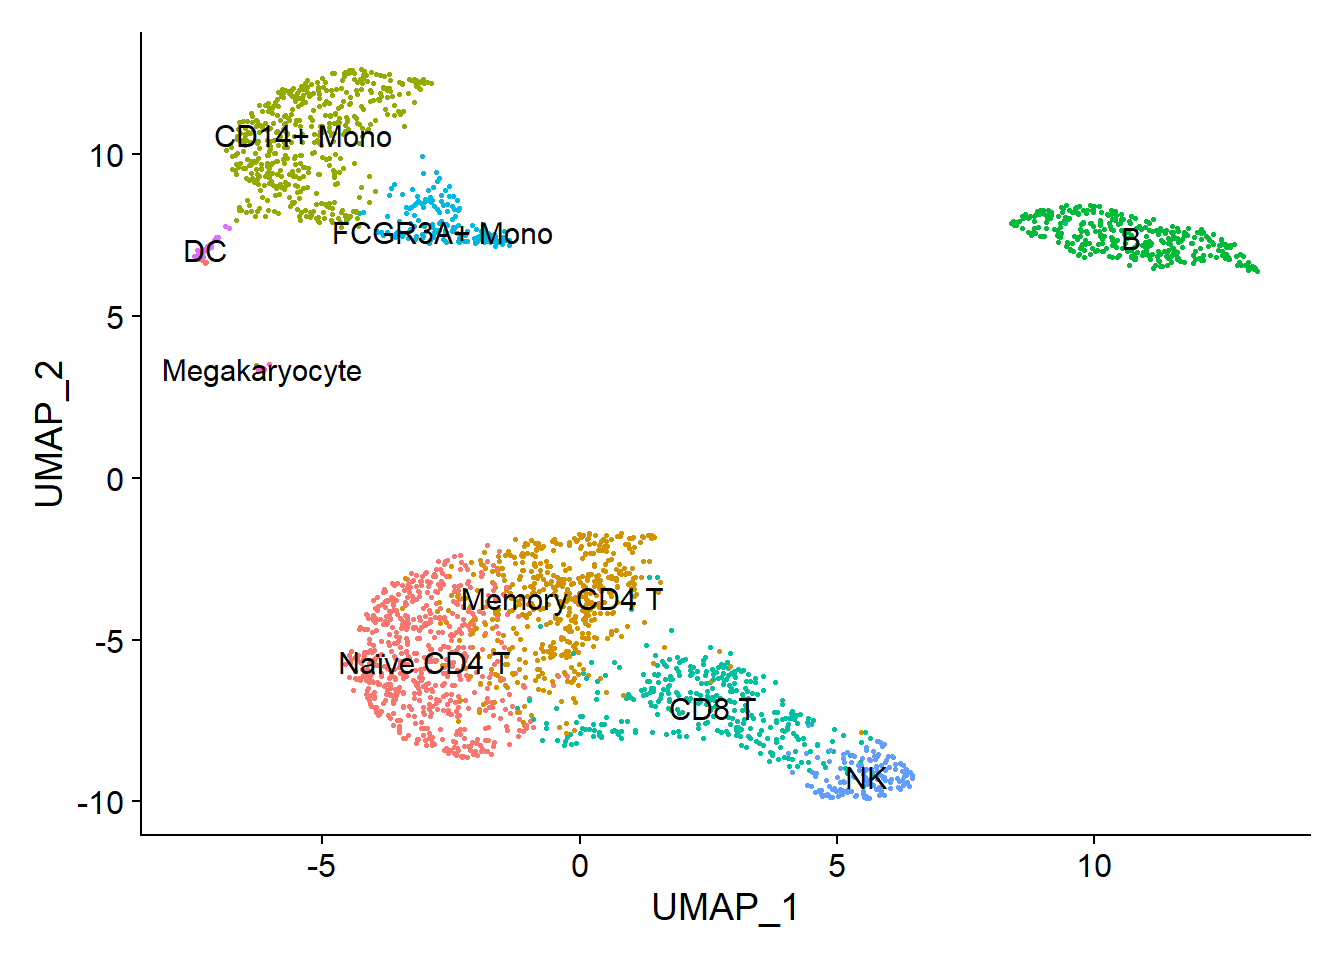 CD14+ Mono
FCGR3A+ Mono
DC
B
Megakaryocyte
Memory CD4 T
Naive CD4 T
CD8 T
NK
10
5
0
-5
-10
UMAP_2
-5
0
5
10
UMAP_1